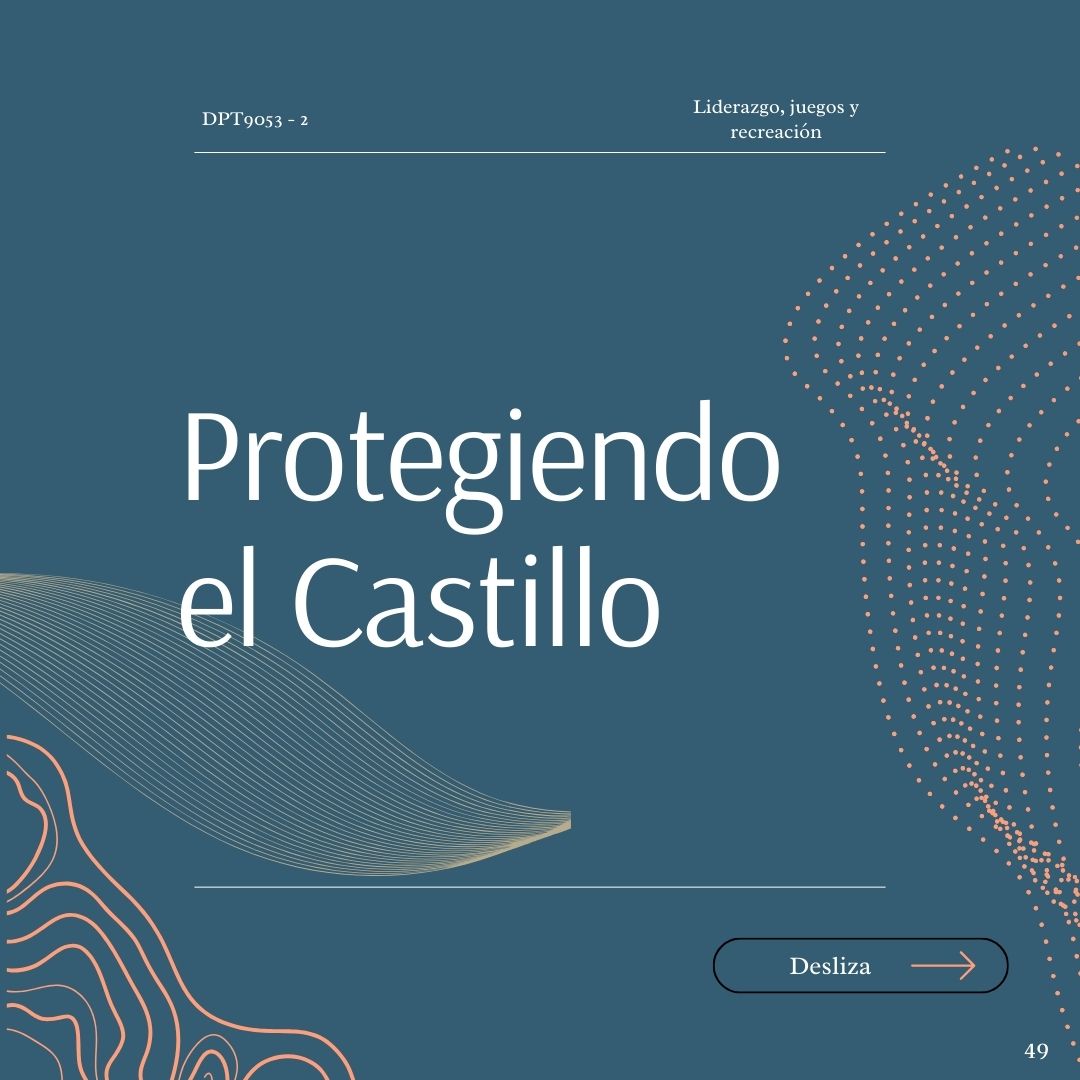 DPT9053 - 2
Liderazgo, juegos y
recreación
Protegiendo
el Castillo
Desliza
49